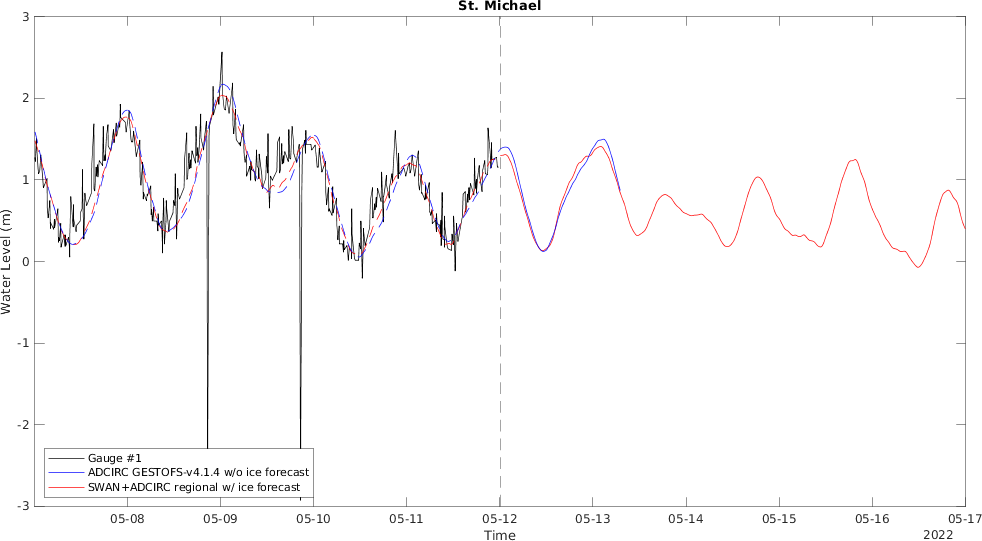 St. Michael
3
2
1
0
-1
-2
-3
Water Level (m)
Gauge #1
ADCIRC GESTOFS-v4.1.4 w/o ice forecast
SWAN+ADCIRC regional w/ ice forecast
05-08 05-09 05-10 05-11 05-12 05-13 05-14 05-15 05-16 05-17
Time
2022